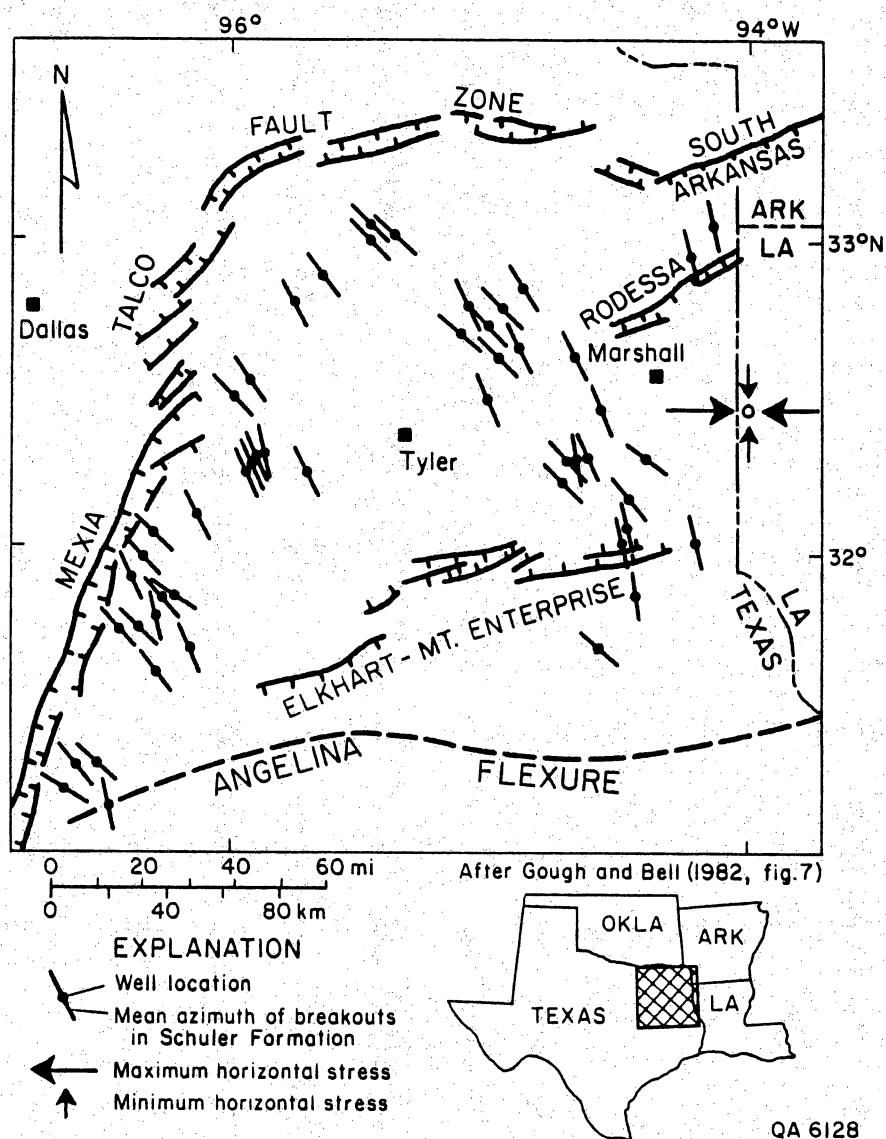 96°
94°W
N
FAULT
ZONE
SOUTH
ARKANSAS
ARK
LA
33°N
TALCO
RODESSA
Dallas
Marshall
Tyler
MEXIA
32°
LA
TEXAS
ELKHART - MT. ENTERPRISE
ANGELINA
FLEXURE
0 20 40 60 mi
0 40 80 km
After Gough and Bell (1982, fig.7)
EXPLANATION
Well location
Mean azimuth of breakouts
in Schuler Formation
Maximum horizontal stress
Minimum horizontal stress
OKLA
ARK
TEXAS
LA
QA 6128